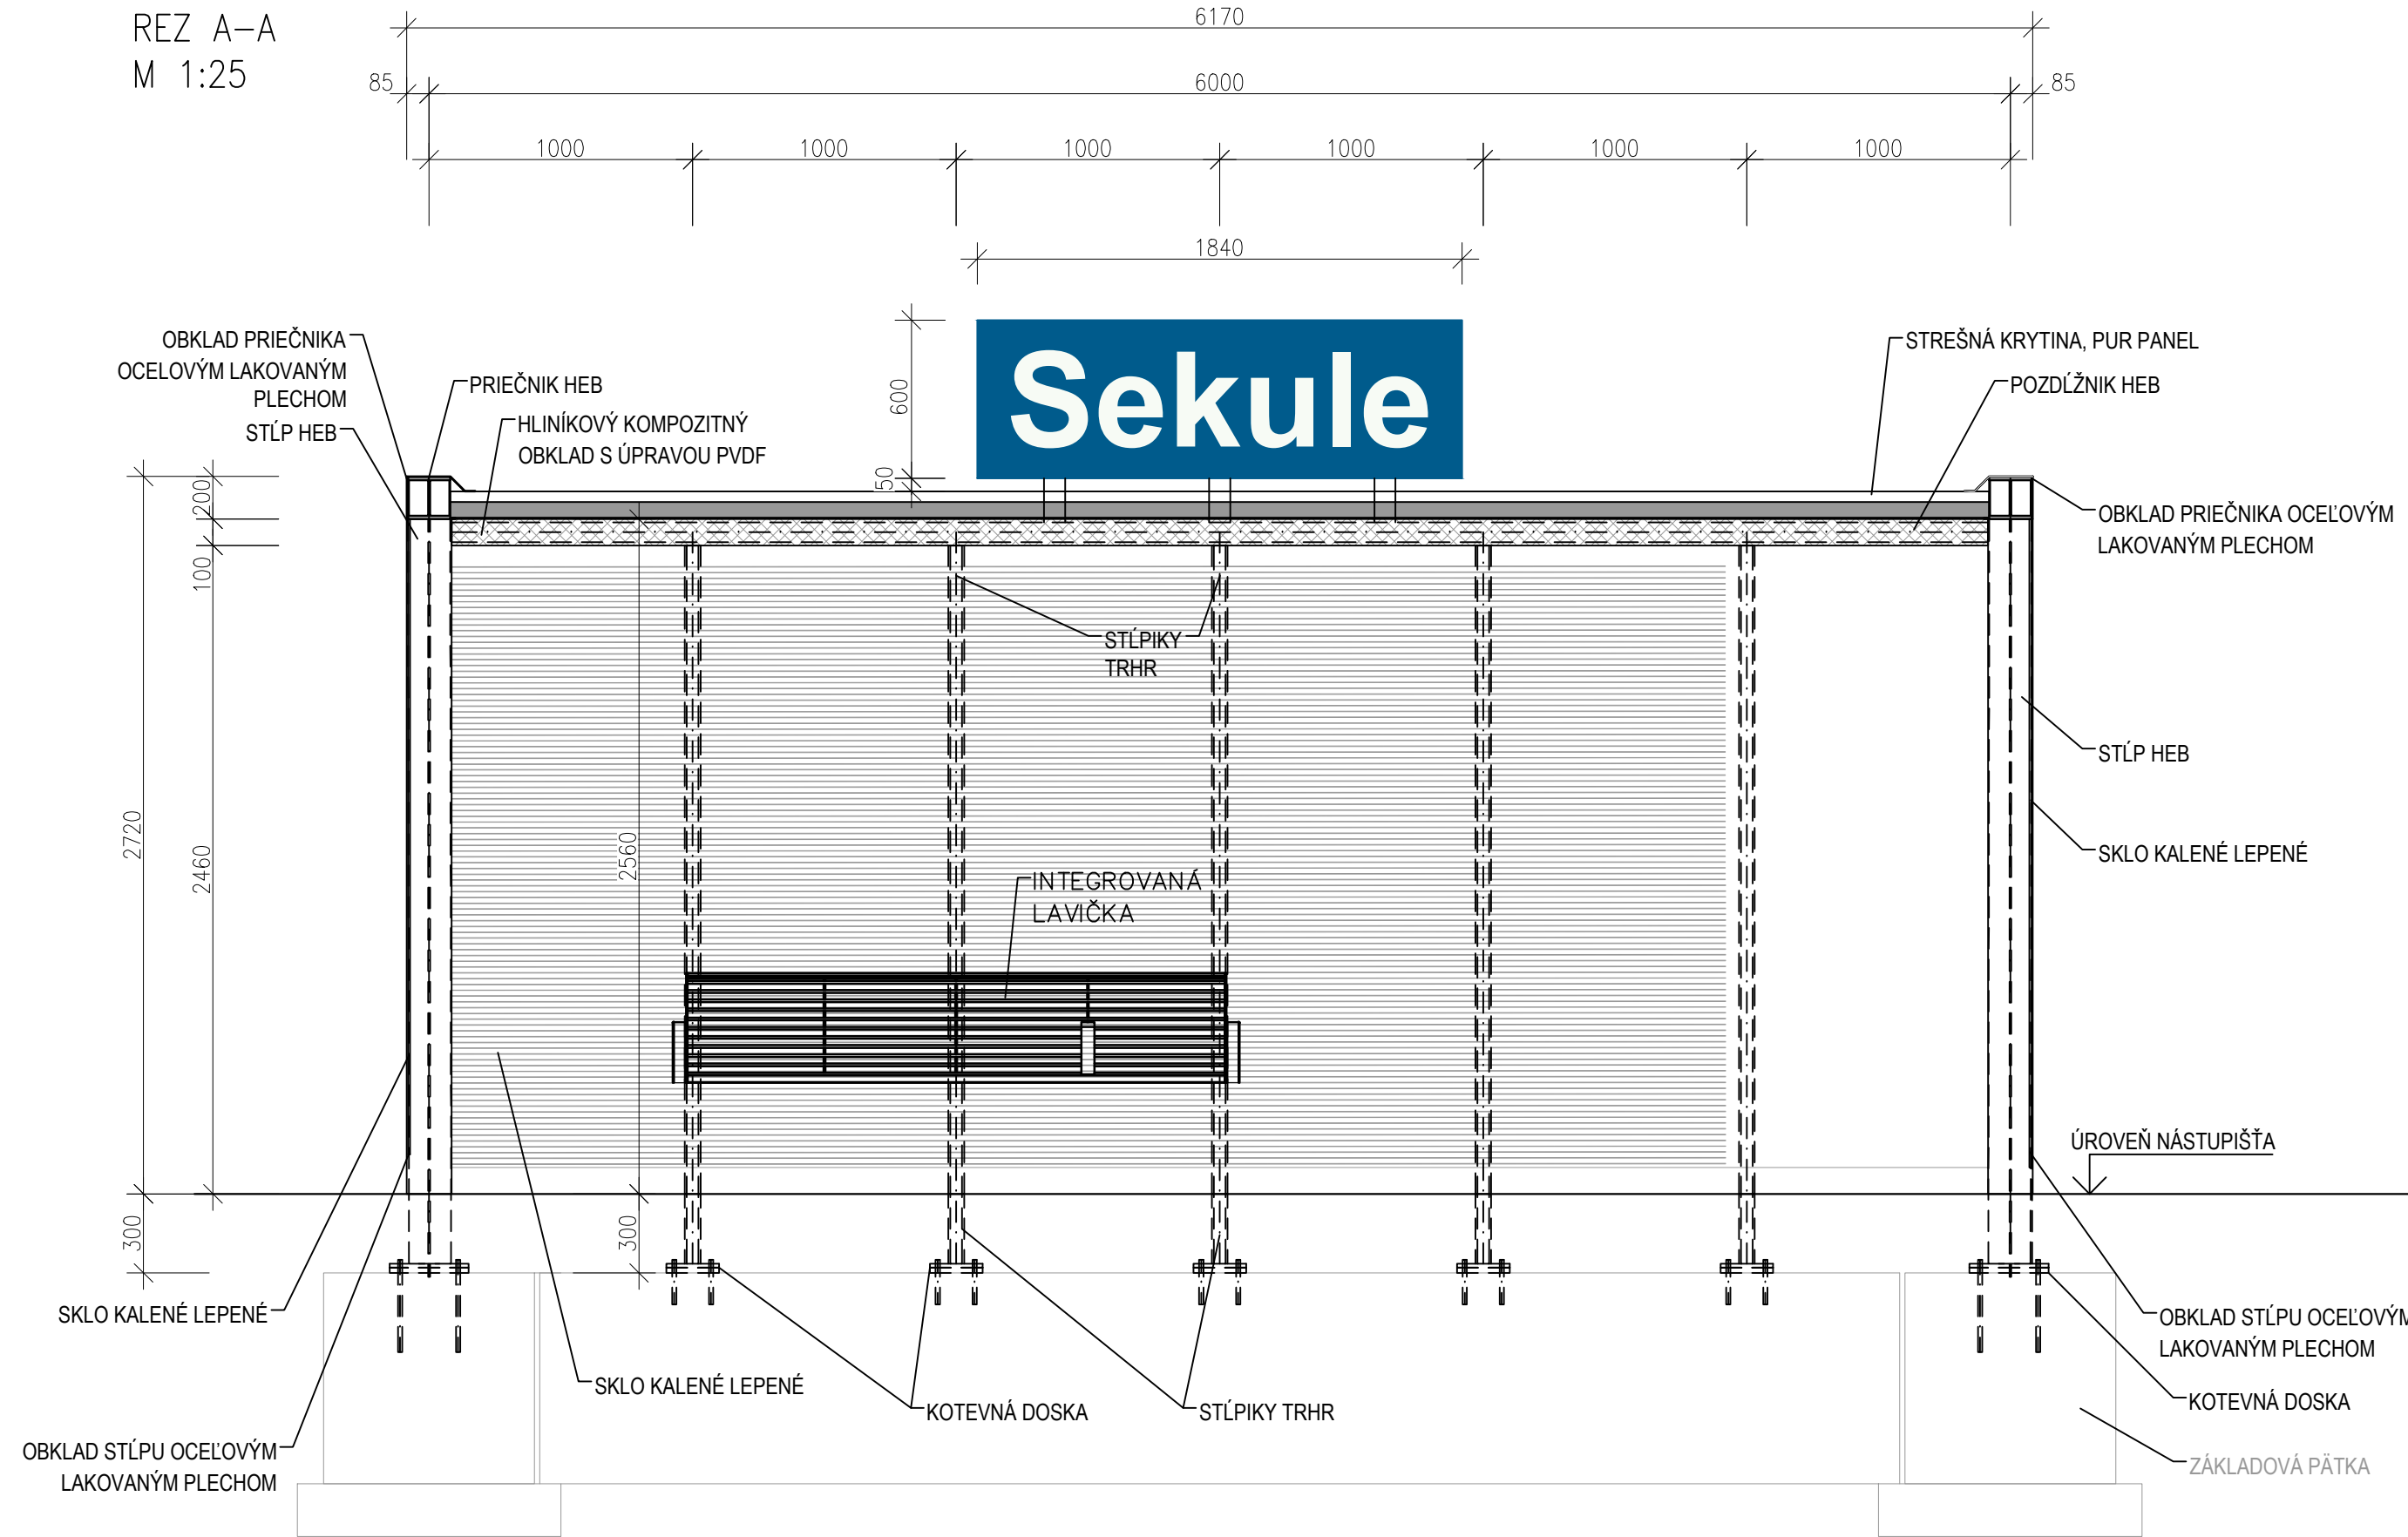 REZ A-A
M 1:25
6170
85
6000
85
1000
1000
1000
1000
1000
1000
1840
600
50
Sekule
OBKLAD PRIEČNIKA
OCELOVÝM LAKOVANÝM
PLECHOM
STĹP HEB
PRIEČNIK HEB
HLINÍKOVÝ KOMPOZITNÝ
OBKLAD S ÚPRAVOU PVDF
STREŠNÁ KRYTINA, PUR PANEL
POZDĹŽNIK HEB
OBKLAD PRIEČNIKA OCEĽOVÝM
LAKOVANÝM PLECHOM
200
100
2720
2460
2560
STĹPIKY
TRHR
STĹP HEB
SKLO KALENÉ LEPENÉ
INTEGROVANÁ
LAVIČKA
ÚROVEŇ NÁSTUPIŠŤA
300
300
SKLO KALENÉ LEPENÉ
SKLO KALENÉ LEPENÉ
KOTEVNÁ DOSKA
STĹPIKY TRHR
OBKLAD STĹPU OCEĽOVÝM
LAKOVANÝM PLECHOM
OBKLAD STĹPU OCEĽOVÝM
LAKOVANÝM PLECHOM
KOTEVNÁ DOSKA
ZÁKLADOVÁ PÄTKA